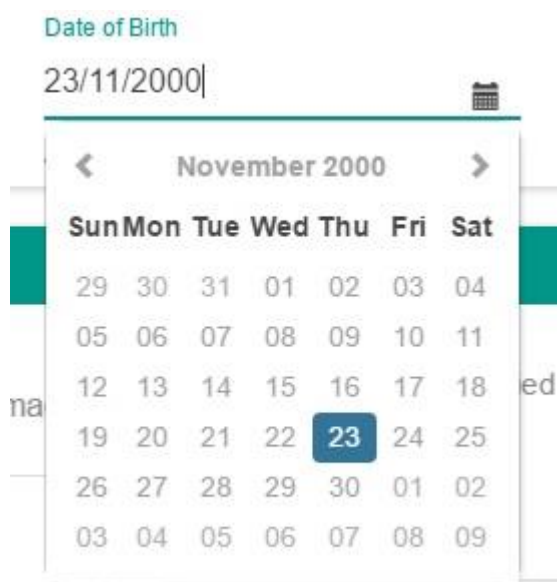 Date of Birth
23/11/2000
November 2000
Sun Mon Tue Wed Thu Fri Sat
29 30 31 01 02 03 04
05 06 07 08 09 10 11
12 13 14 15 16 17 18
ma
ed
19 20 21 22 23 24 25
26 27 28 29 30 01 02
03 04 05 06 07 08 09